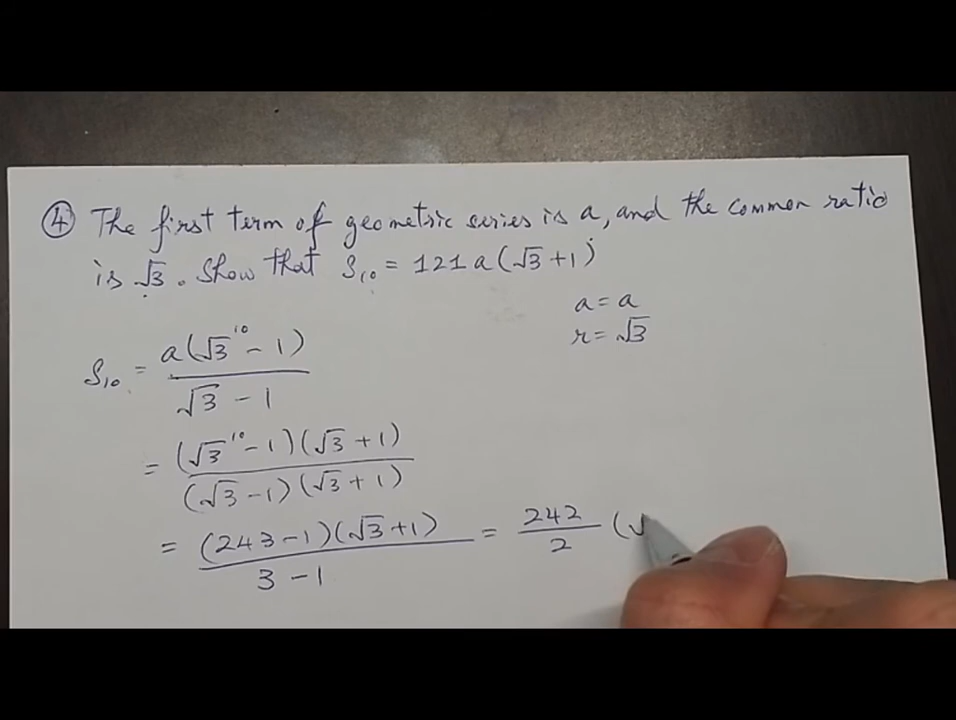 ④ The first term of geometric series is a, and the common ratio
is √3. Show that S₁₀ = 121a(√3+1)
a = a
r = √3
S₁₀ = a(√3¹⁰ - 1) / √3 - 1
= (√3¹⁰ - 1)(√3 + 1) / (√3 - 1)(√3 + 1)
= (243 - 1)(√3 + 1) / 3 - 1 = 242 / 2 (√